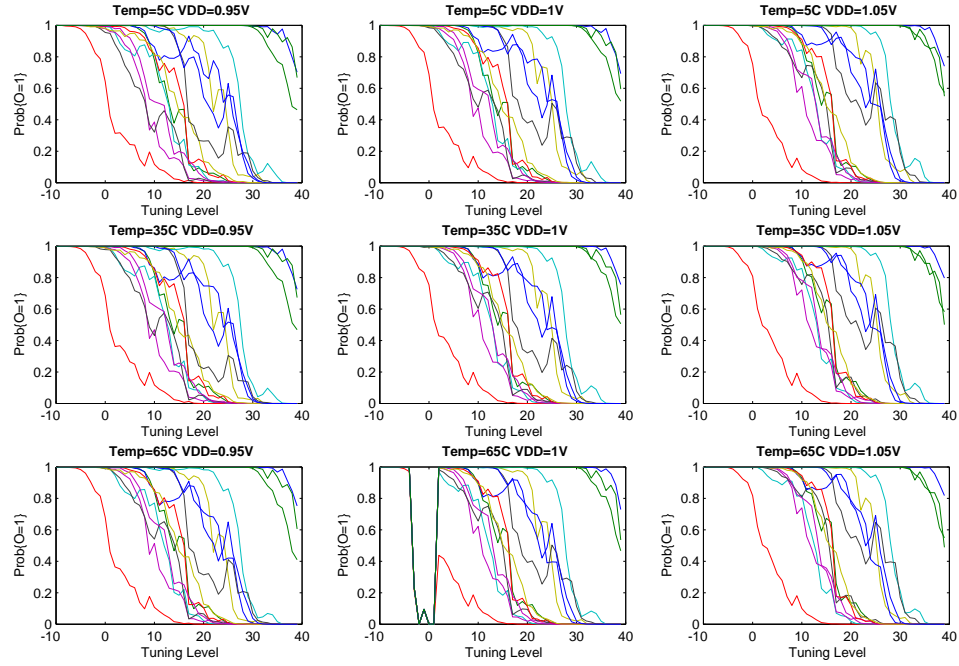 Temp=5C VDD=0.95V
Prob{O=1}
1
0.8
0.6
0.4
0.2
0
-10 0 10 20 30 40
Tuning Level
Temp=5C VDD=1V
Prob{O=1}
1
0.8
0.6
0.4
0.2
0
-10 0 10 20 30 40
Tuning Level
Temp=5C VDD=1.05V
Prob{O=1}
1
0.8
0.6
0.4
0.2
0
-10 0 10 20 30 40
Tuning Level
Temp=35C VDD=0.95V
Prob{O=1}
1
0.8
0.6
0.4
0.2
0
-10 0 10 20 30 40
Tuning Level
Temp=35C VDD=1V
Prob{O=1}
1
0.8
0.6
0.4
0.2
0
-10 0 10 20 30 40
Tuning Level
Temp=35C VDD=1.05V
Prob{O=1}
1
0.8
0.6
0.4
0.2
0
-10 0 10 20 30 40
Tuning Level
Temp=65C VDD=0.95V
Prob{O=1}
1
0.8
0.6
0.4
0.2
0
-10 0 10 20 30 40
Tuning Level
Temp=65C VDD=1V
Prob{O=1}
1
0.8
0.6
0.4
0.2
0
-10 0 10 20 30 40
Tuning Level
Temp=65C VDD=1.05V
Prob{O=1}
1
0.8
0.6
0.4
0.2
0
-10 0 10 20 30 40
Tuning Level